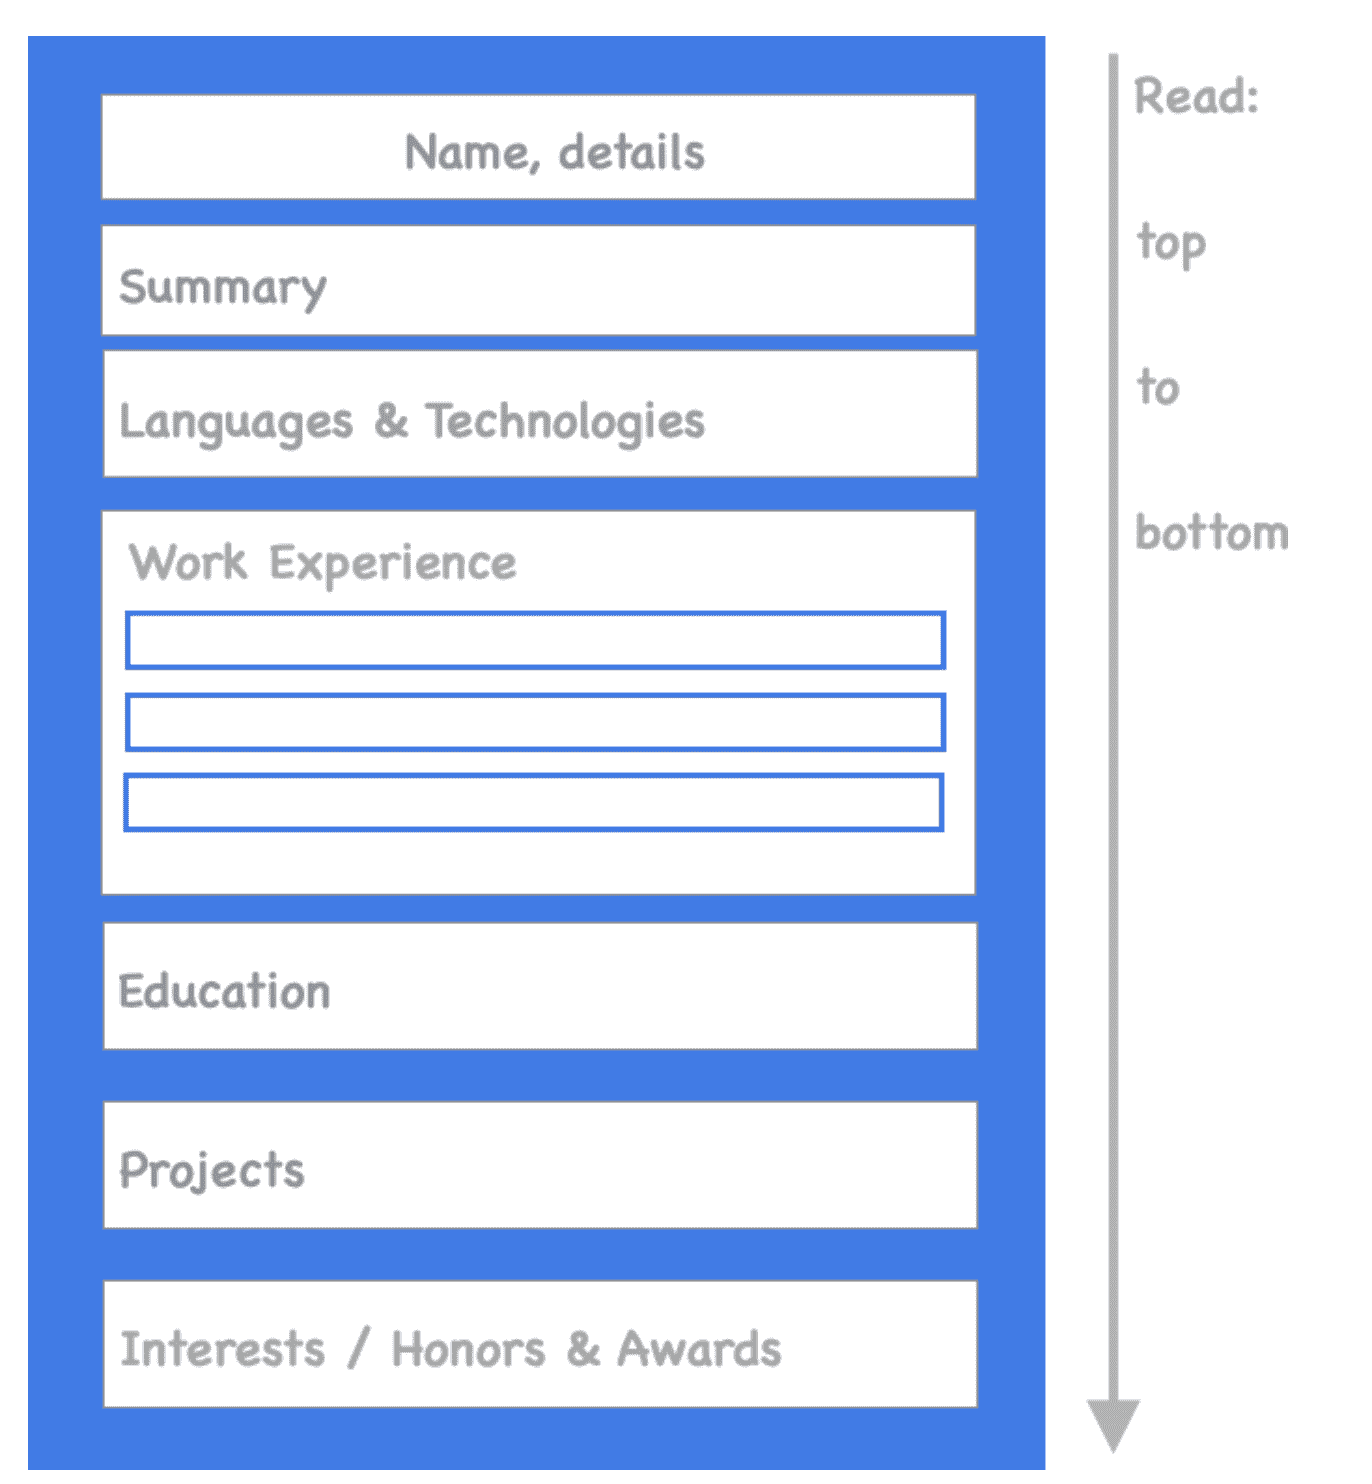 Name, details
Summary
Languages & Technologies
Work Experience
Education
Projects
Interests / Honors & Awards
Read:
top
to
bottom